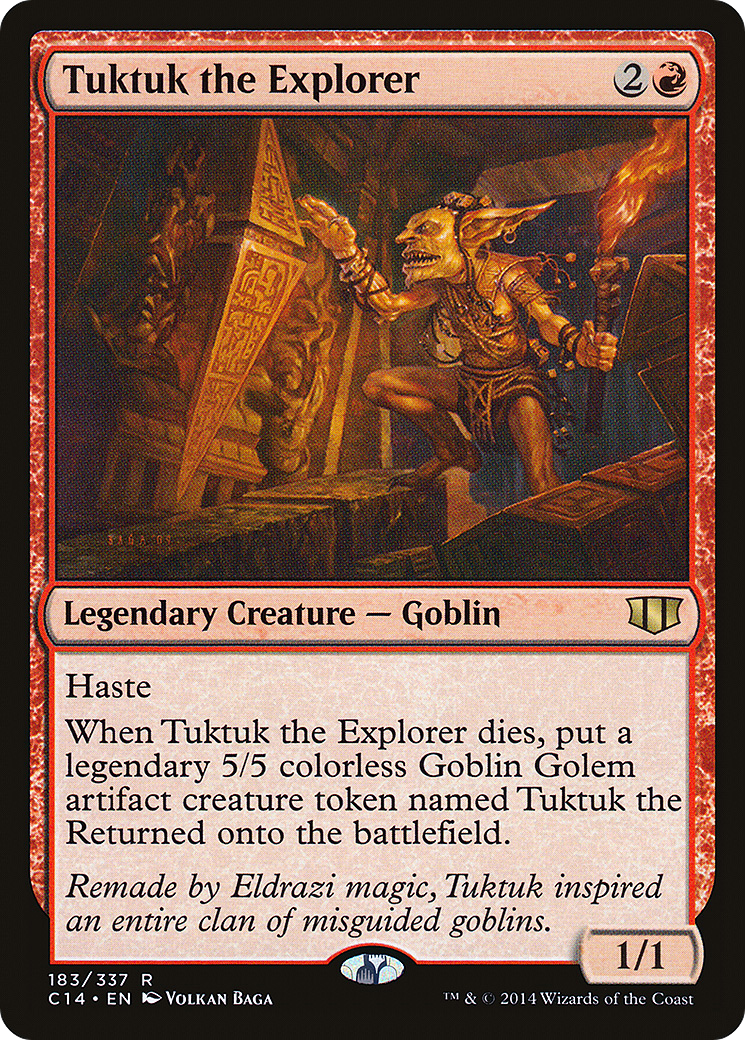 Tuktuk the Explorer 2
Legendary Creature — Goblin
Haste
When Tuktuk the Explorer dies, put a
legendary 5/5 colorless Goblin Golem
artifact creature token named Tuktuk the
Returned onto the battlefield.
Remade by Eldrazi magic, Tuktuk inspired
an entire clan of misguided goblins.
1/1
183/337 R
C14 • EN Volkan Baga
™ & © 2014 Wizards of the Coast